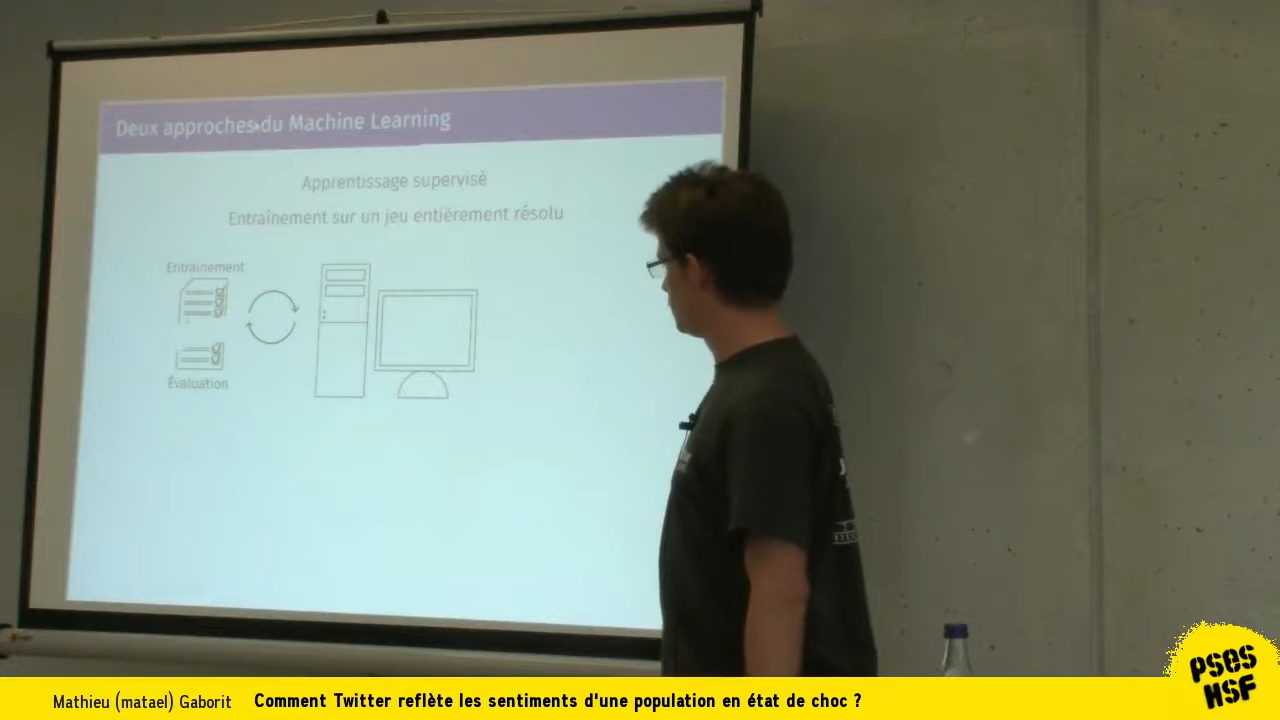 Deux approches du Machine Learning
Apprentissage supervisé
Entraînement sur un jeu entièrement résolu
Entrainement
Évaluation
PSES
HSF
Mathieu (matael) Gaborit Comment Twitter reflète les sentiments d'une population en état de choc ?